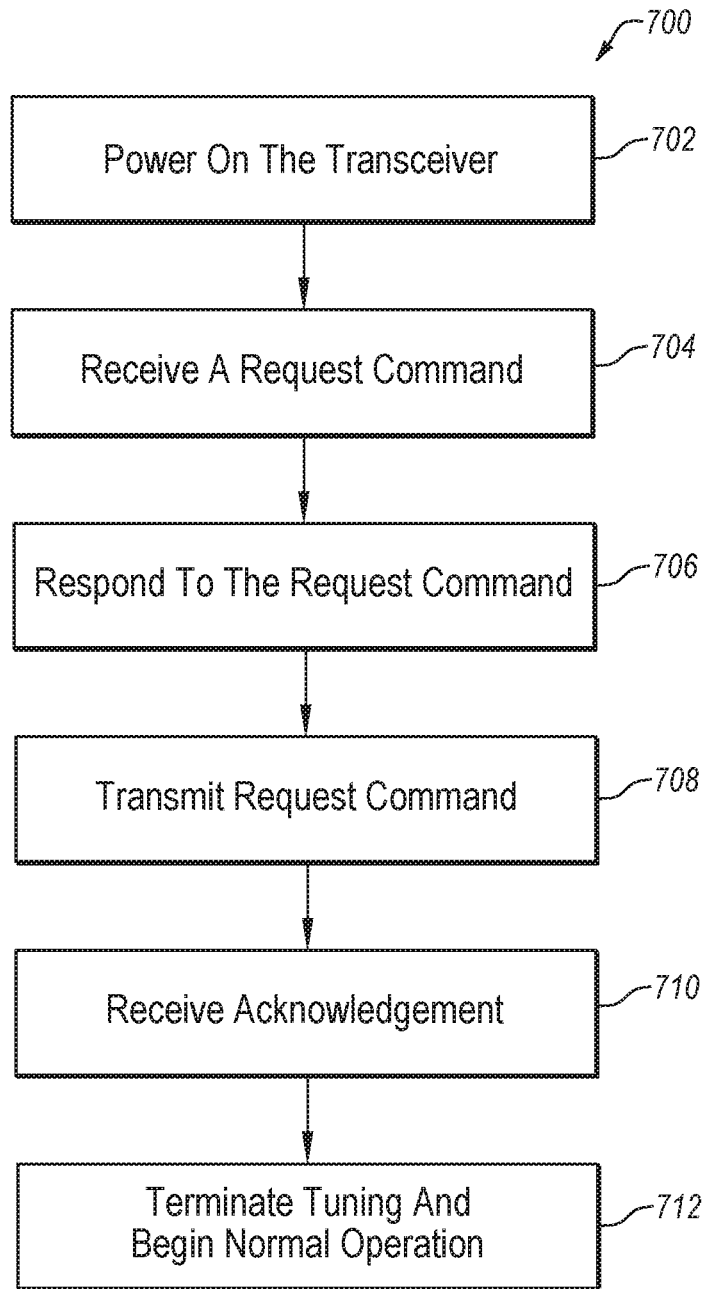 700
Power On The Transceiver
702
Receive A Request Command
704
Respond To The Request Command
706
Transmit Request Command
708
Receive Acknowledgement
710
Terminate Tuning And
Begin Normal Operation
712